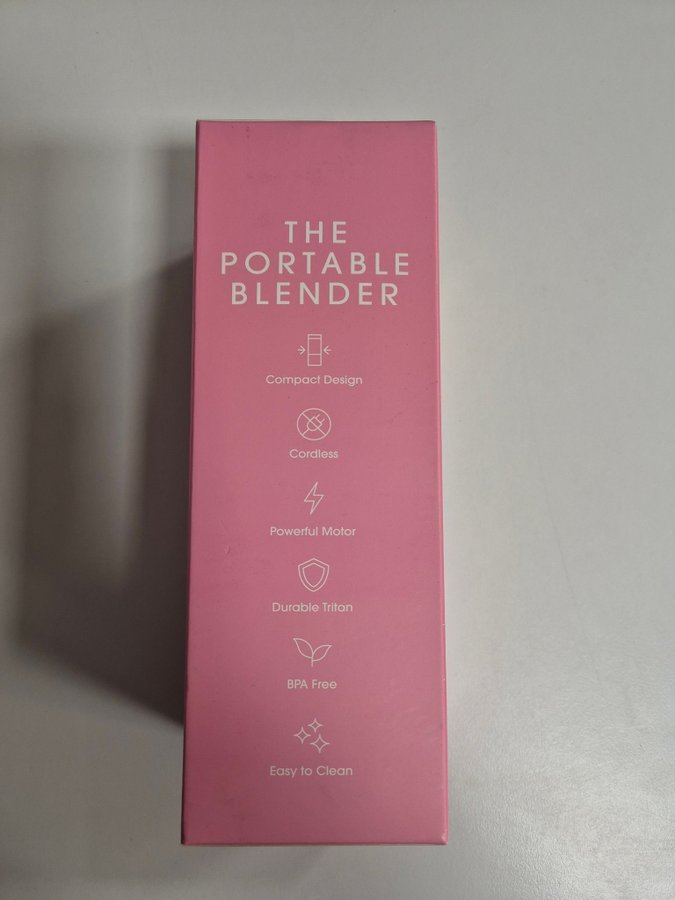 THE
PORTABLE
BLENDER
Compact Design
Cordless
Powerful Motor
Durable Tritan
BPA Free
Easy to Clean